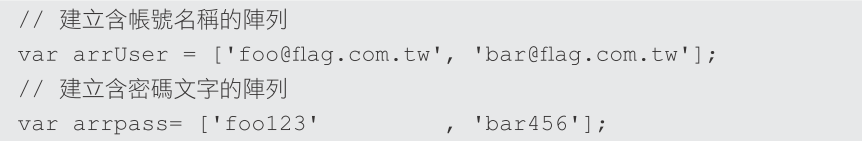 // 建立含帳號名稱的陣列
var arrUser = ['foo@flag.com.tw', 'bar@flag.com.tw'];
// 建立含密碼文字的陣列
var arrpass= ['foo123'          , 'bar456'];